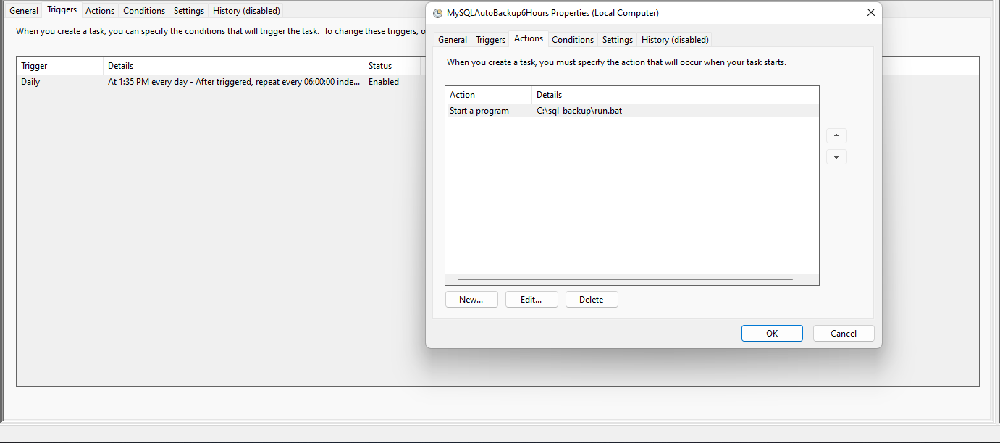 General Triggers Actions Conditions Settings History (disabled)
When you create a task, you can specify the conditions that will trigger the task. To change these triggers, o
Trigger Details Status
Daily At 1:35 PM every day - After triggered, repeat every 06:00:00 inde... Enabled
MySQLAutoBackup6Hours Properties (Local Computer)
General Triggers Actions Conditions Settings History (disabled)
When you create a task, you must specify the action that will occur when your task starts.
Action Details
Start a program C:\sql-backup\run.bat
New... Edit... Delete
OK Cancel